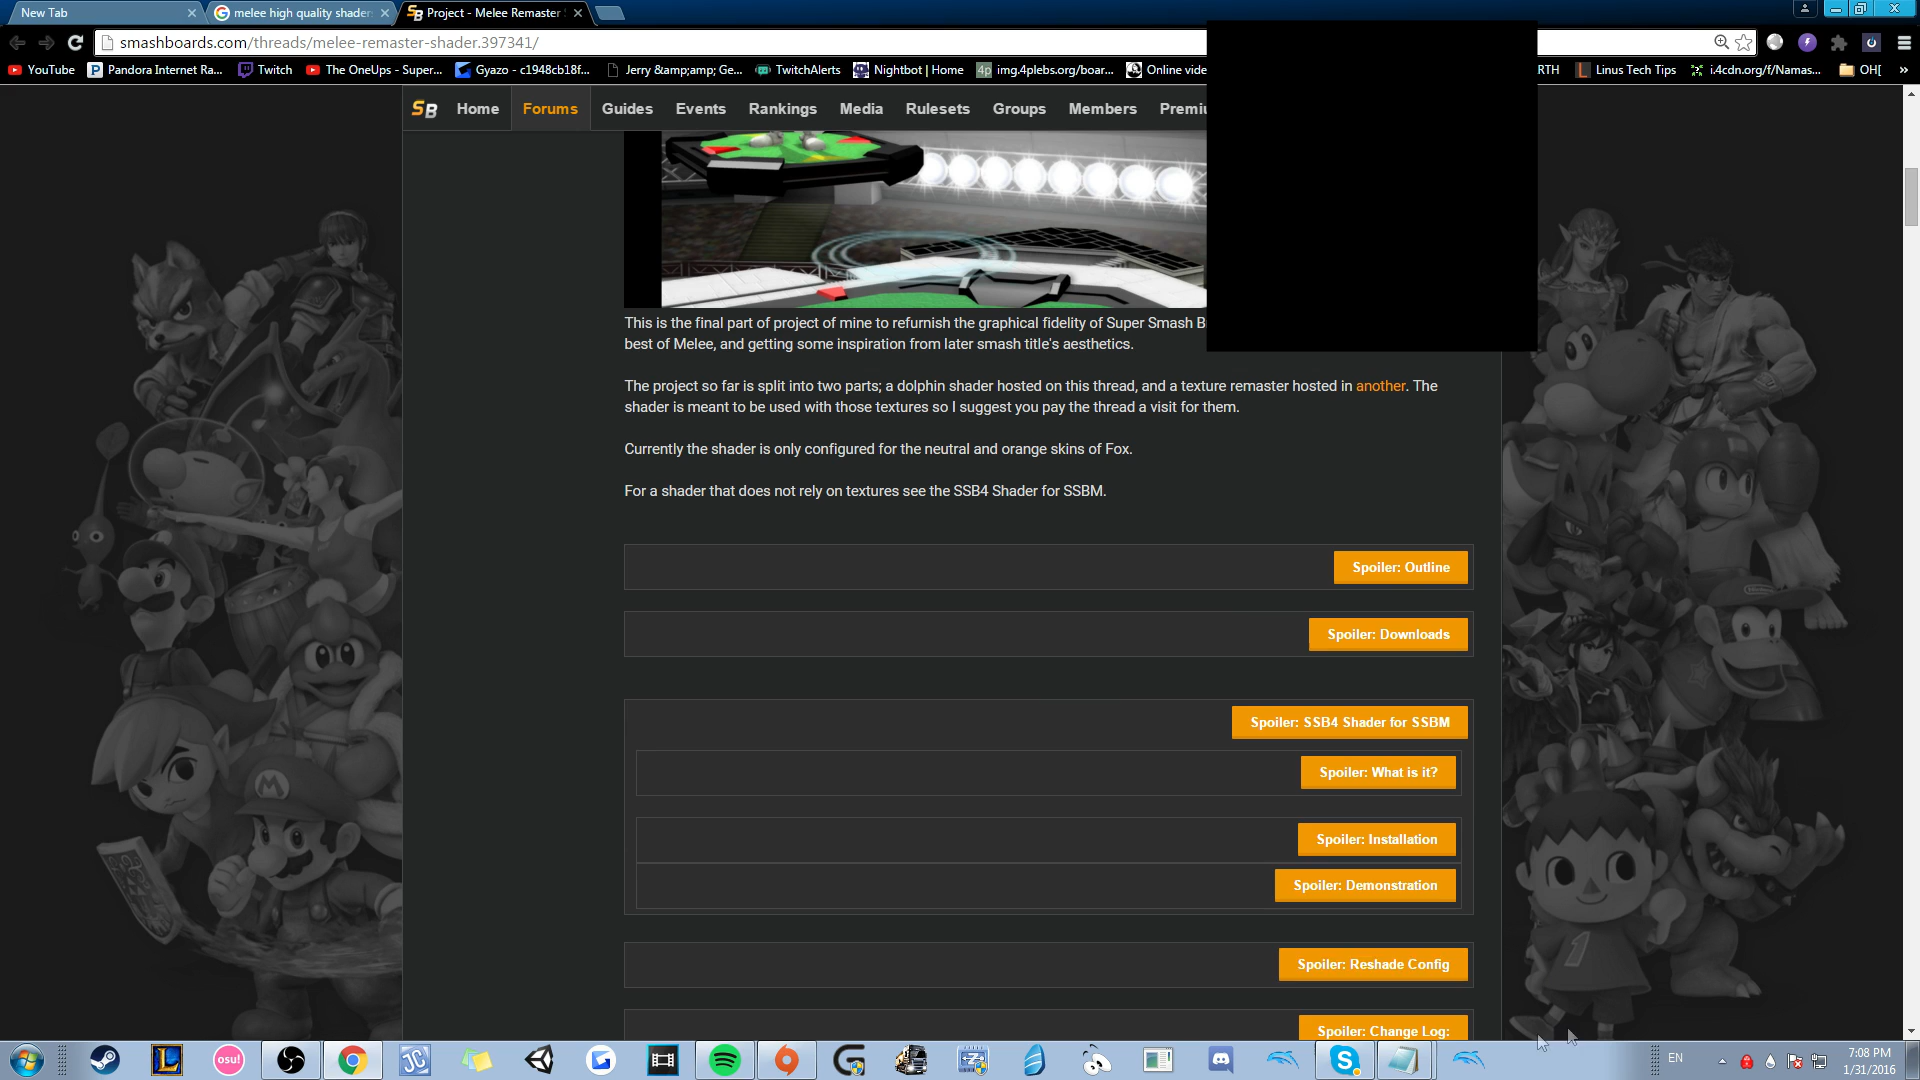 New Tab
melee high quality shader
Project - Melee Remaster
smashboards.com/threads/melee-remaster-shader.397341/
YouTube
Pandora Internet Ra...
Twitch
The OneUps - Super...
Gyazo - c1948cb18f...
Jerry &amp;amp; Ge...
TwitchAlerts
Nightbot | Home
img.4plebs.org/boar...
Online vide
RTH
Linus Tech Tips
i.4cdn.org/f/Namas...
OH[
SB Home Forums Guides Events Rankings Media Rulesets Groups Members Premiu
This is the final part of project of mine to refurnish the graphical fidelity of Super Smash B
best of Melee, and getting some inspiration from later smash title's aesthetics.
The project so far is split into two parts; a dolphin shader hosted on this thread, and a texture remaster hosted in another. The
shader is meant to be used with those textures so I suggest you pay the thread a visit for them.
Currently the shader is only configured for the neutral and orange skins of Fox.
For a shader that does not rely on textures see the SSB4 Shader for SSBM.
Spoiler: Outline
Spoiler: Downloads
Spoiler: SSB4 Shader for SSBM
Spoiler: What is it?
Spoiler: Installation
Spoiler: Demonstration
Spoiler: Reshade Config
Spoiler: Change Log:
osu!
JC
EN
7:08 PM
1/31/2016